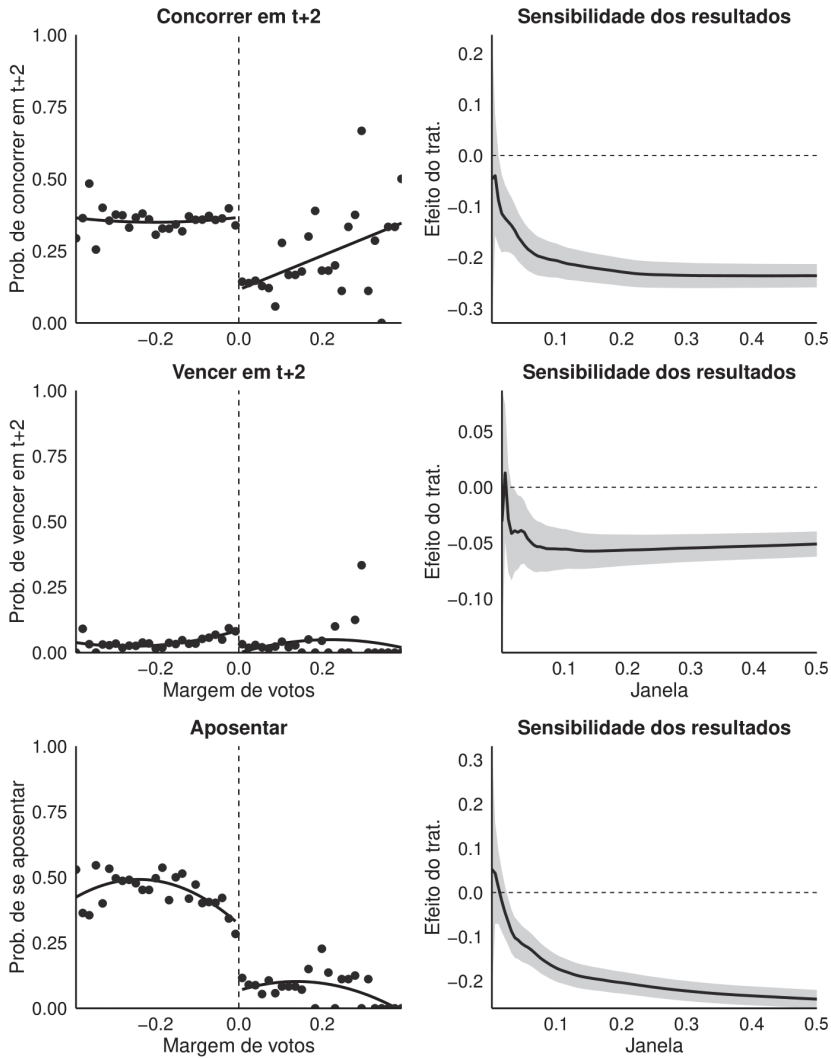 Concorrer em t+2
Prob. de concorrer em t+2
1.00
0.75
0.50
0.25
0.00
−0.2 0.0 0.2
Sensibilidade dos resultados
Efeito do trat.
0.2
0.1
0.0
−0.1
−0.2
−0.3
0.1 0.2 0.3 0.4 0.5
Vencer em t+2
Prob. de vencer em t+2
1.00
0.75
0.50
0.25
0.00
−0.2 0.0 0.2
Margem de votos
Sensibilidade dos resultados
Efeito do trat.
0.05
0.00
−0.05
−0.10
0.1 0.2 0.3 0.4 0.5
Janela
Aposentar
Prob. de se aposentar
1.00
0.75
0.50
0.25
0.00
−0.2 0.0 0.2
Margem de votos
Sensibilidade dos resultados
Efeito do trat.
0.3
0.2
0.1
0.0
−0.1
−0.2
0.1 0.2 0.3 0.4 0.5
Janela